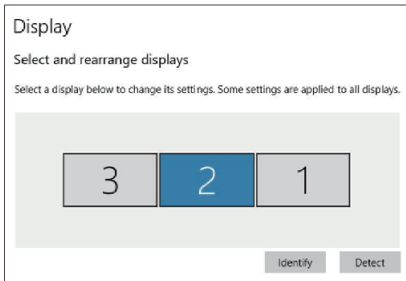 Display
Select and rearrange displays
Select a display below to change its settings. Some settings are applied to all displays.
3 2 1
Identify Detect